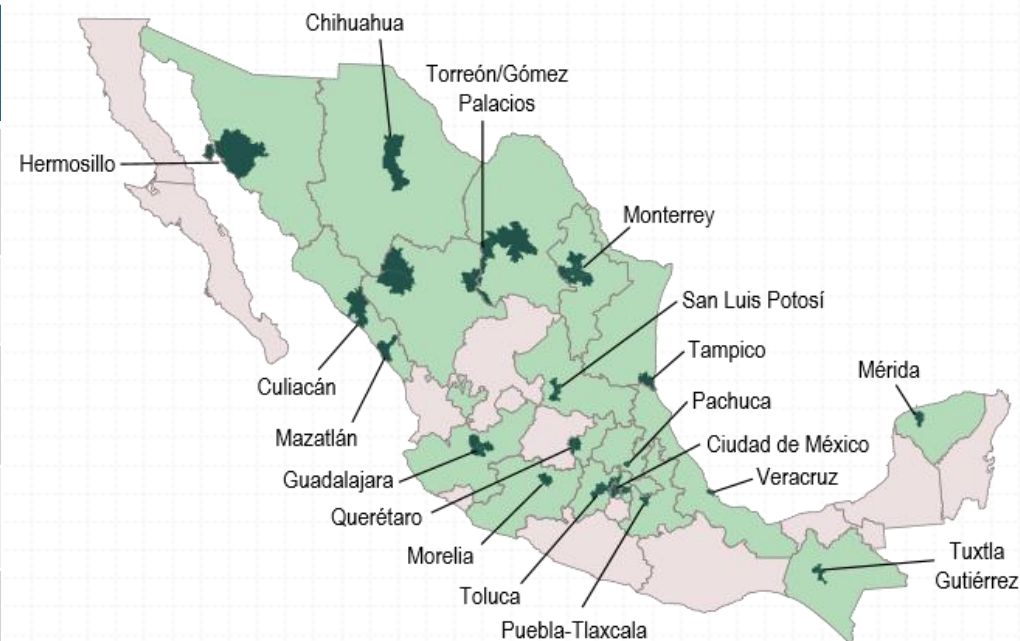 Chihuahua
Torreón/Gómez
Palacios
Hermosillo
Monterrey
San Luis Potosí
Tampico
Mérida
Culiacán
Pachuca
Mazatlán
Ciudad de México
Guadalajara
Veracruz
Querétaro
Morelia
Tuxtla
Gutiérrez
Toluca
Puebla-Tlaxcala